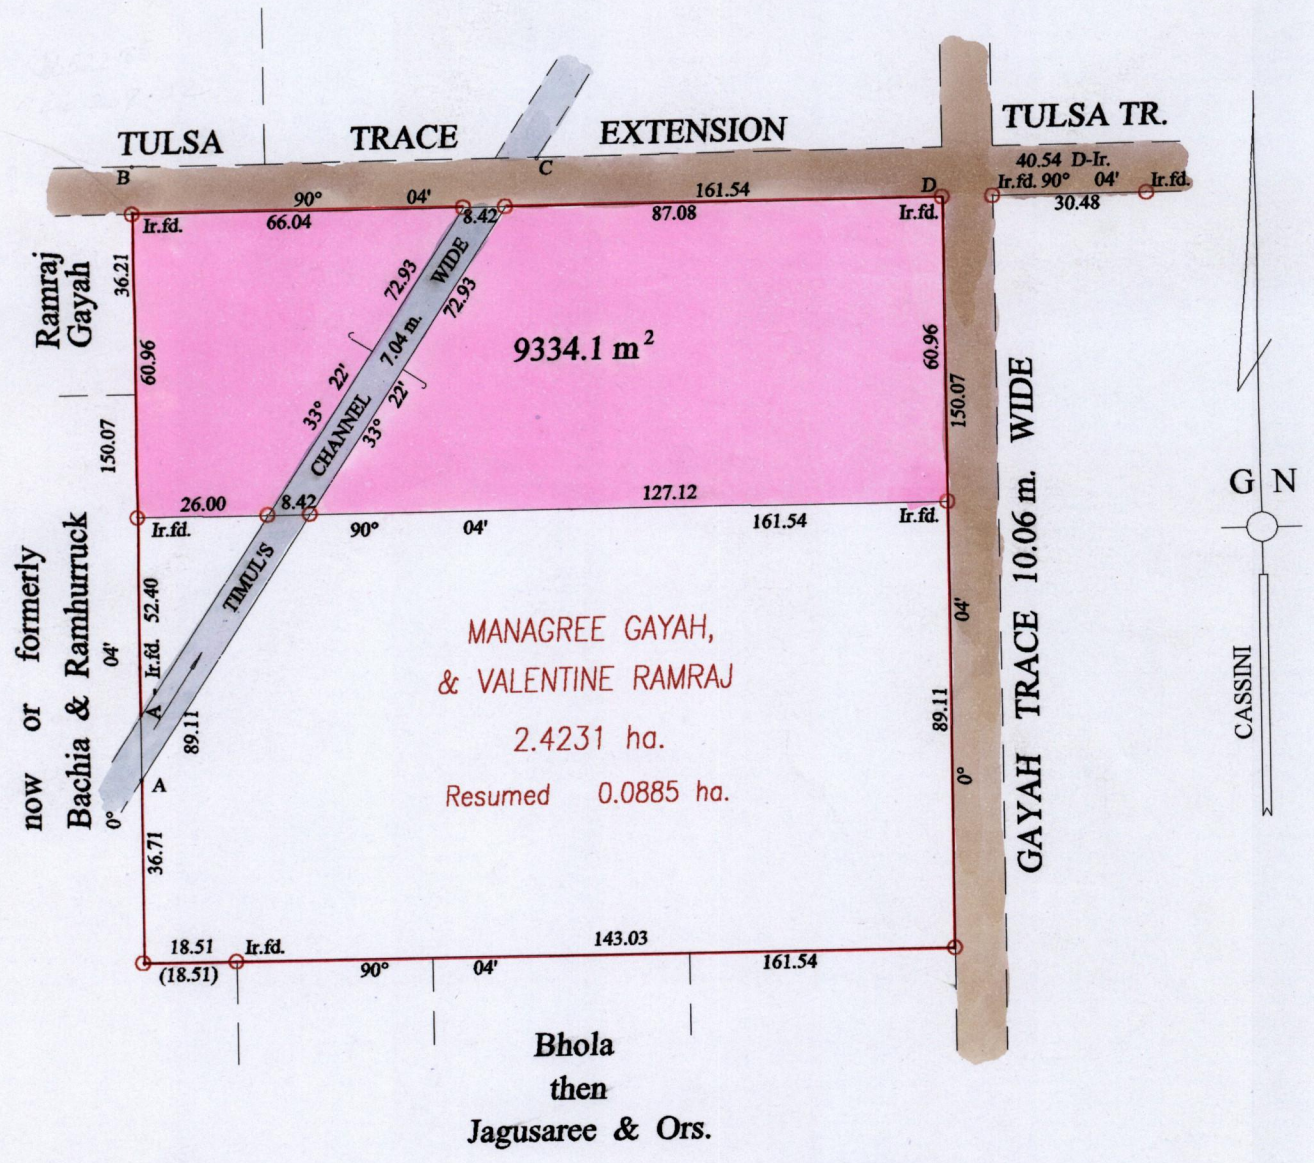 TULSA TRACE EXTENSION TULSA TR.
B
C
D
40.54 D-Ir.
Ir.fd. 90° 04' Ir.fd.
30.48
90° 04' 161.54
Ir.fd. 66.04 8.42 87.08 Ir.fd.
Ramraj
Gayah
36.21
60.96
150.07
72.93
WIDE
72.93
7.04 m.
33° 22'
CHANNEL
33° 22'
9334.1 m²
60.96
150.07
26.00 8.42 127.12
Ir.fd. 90° 04' 161.54 Ir.fd.
TIMUL'S
now or formerly
Bachia & Ramhurruck
52.40
04'
A - Ir.fd.
89.11
A
0°
36.71
MANAGREE GAYAH,
& VALENTINE RAMRAJ
2.4231 ha.
Resumed 0.0885 ha.
04'
89.11
0°
GAYAH TRACE 10.06 m. WIDE
G N
CASSINI
18.51 Ir.fd. 143.03
(18.51) 90° 04' 161.54
Bhola
then
Jagusaree & Ors.